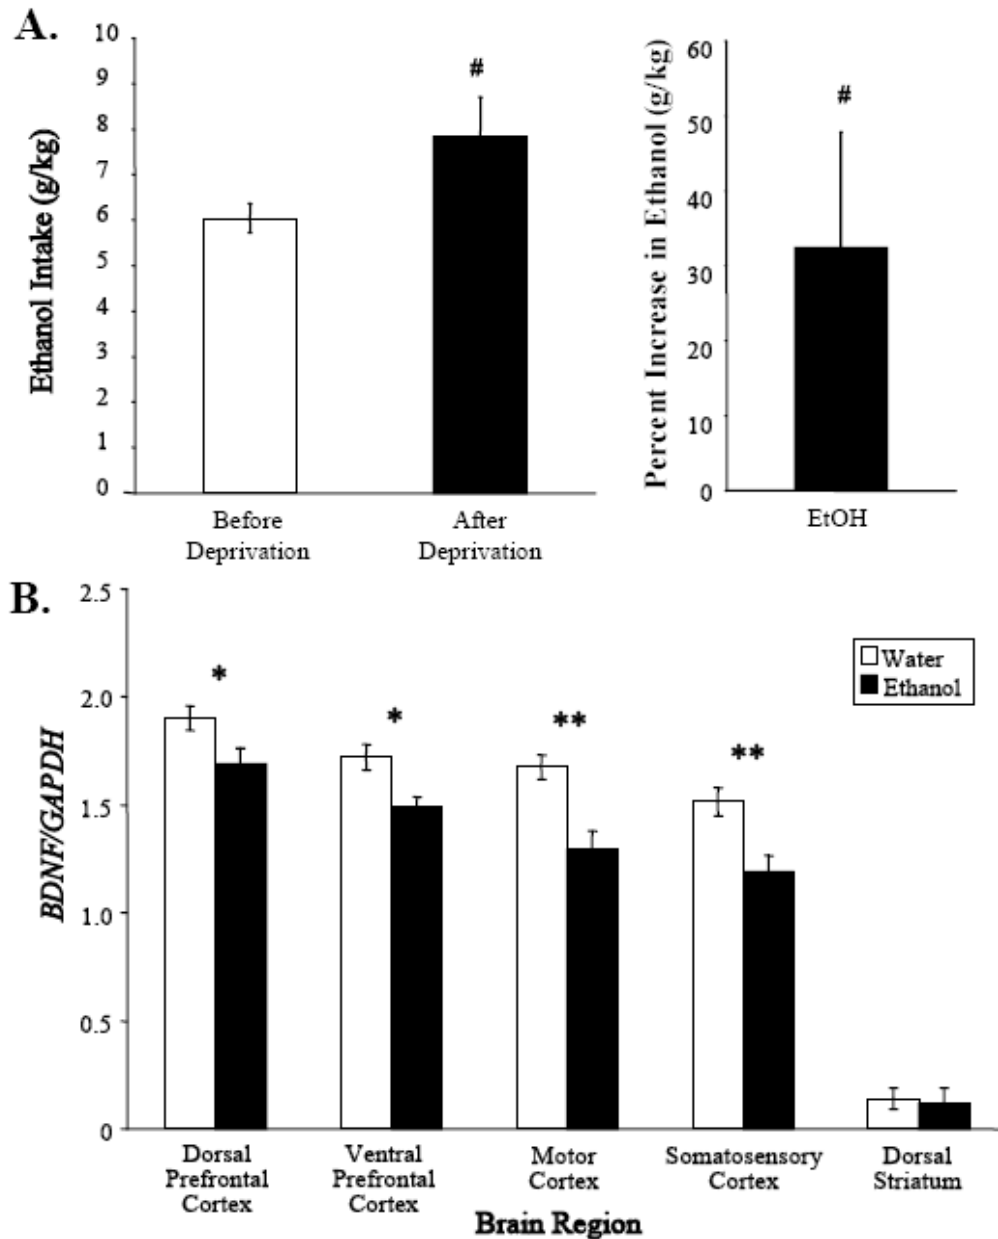 A.
Ethanol Intake (g/kg)
10
9
8
7
6
5
4
3
2
1
0
#
Before
Deprivation
After
Deprivation
Percent Increase in Ethanol (g/kg)
60
50
40
30
20
10
0
#
EtOH
B.
BDNF/GAPDH
2.5
2.0
1.5
1.0
0.5
0
*
*
**
**
Water
Ethanol
Dorsal
Prefrontal
Cortex
Ventral
Prefrontal
Cortex
Motor
Cortex
Somatosensory
Cortex
Dorsal
Striatum
Brain Region